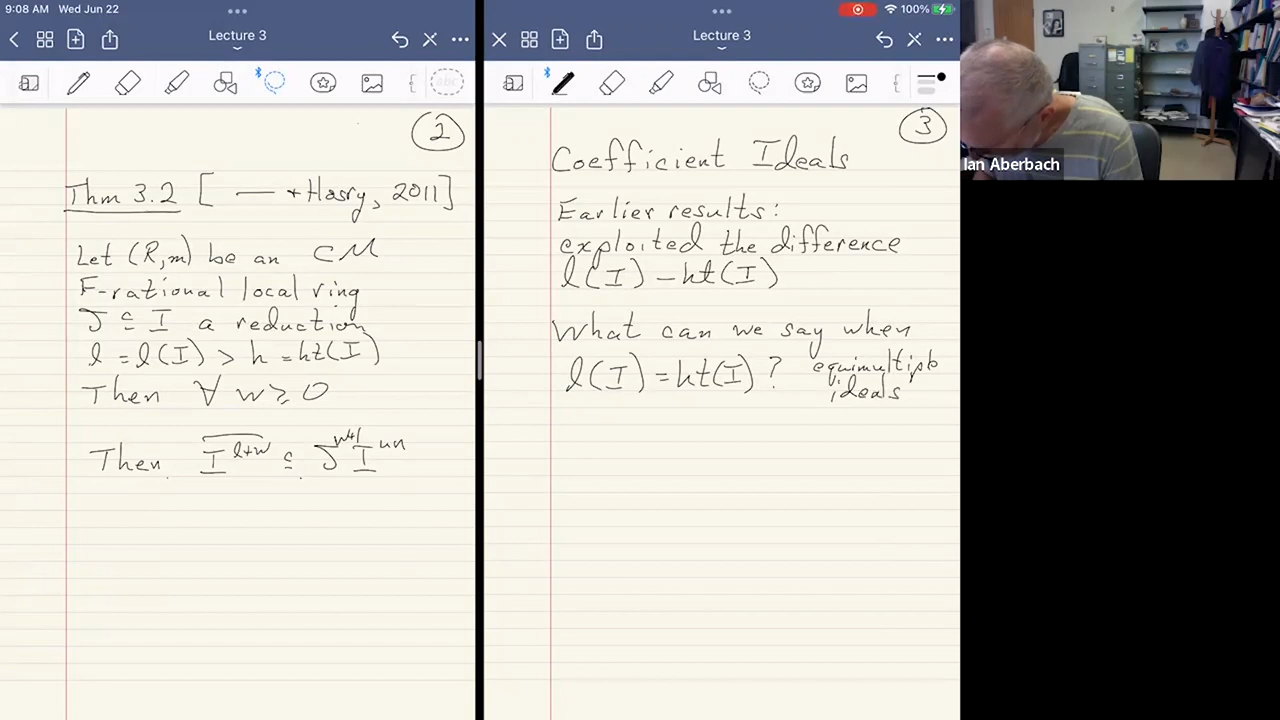 9:08 AM Wed Jun 22
Lecture 3
2
Thm 3.2 [ — + Hosry, 2011]
Let (R,m) be an CM
F-rational local ring
J ⊆ I a reduction
l = l(I) > h = ht(I)
Then ∀ w ≥ 0
Then \overline{I^{l+w}} ⊆ J^{w+1} I^{un}
100%
Lecture 3
3
Coefficient Ideals
Earlier results:
exploited the difference
l(I) – ht(I)
What can we say when
l(I) = ht(I) ? equimultiple
ideals
Ian Aberbach